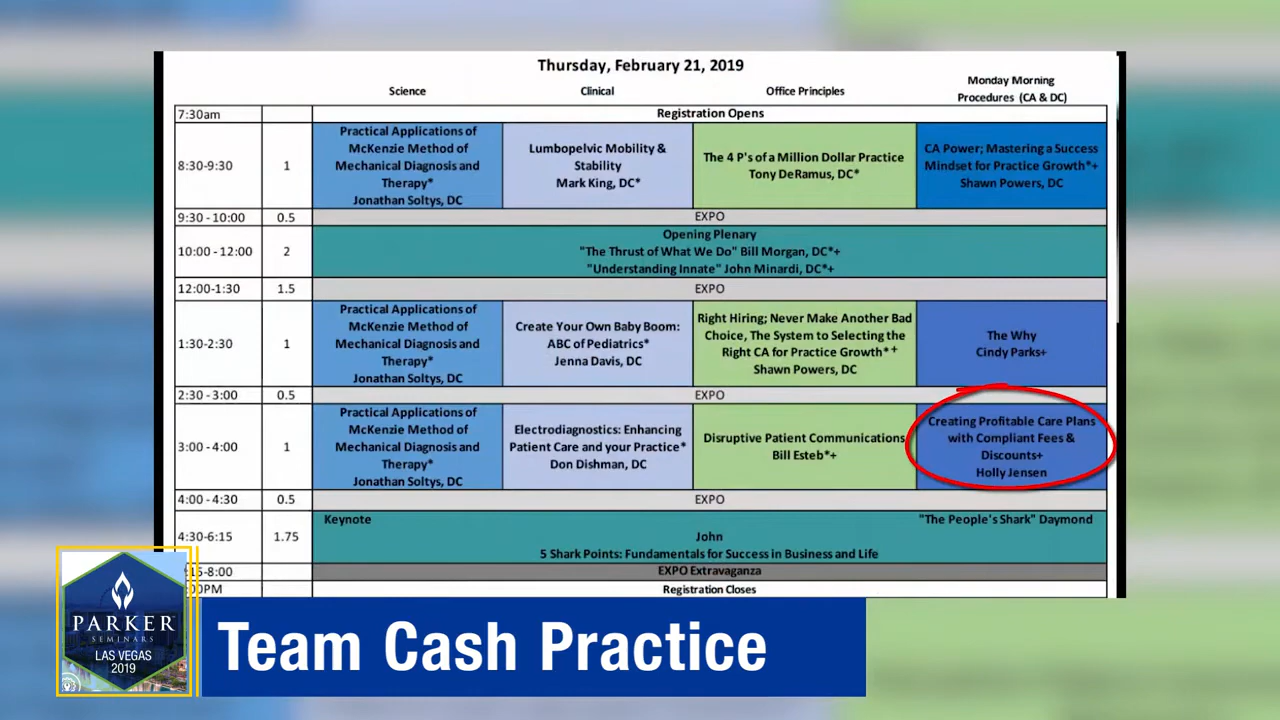 Thursday, February 21, 2019
Science
Clinical
Office Principles
Monday Morning
Procedures (CA & DC)
7:30am
Registration Opens
8:30-9:30
1
Practical Applications of
McKenzie Method of
Mechanical Diagnosis and
Therapy*
Jonathan Soltys, DC
Lumbopelvic Mobility &
Stability
Mark King, DC*
The 4 P's of a Million Dollar Practice
Tony DeRamus, DC*
CA Power; Mastering a Success
Mindset for Practice Growth*+
Shawn Powers, DC
9:30 - 10:00
0.5
EXPO
10:00 - 12:00
2
Opening Plenary
"The Thrust of What We Do" Bill Morgan, DC*+
"Understanding Innate" John Minardi, DC*+
12:00-1:30
1.5
EXPO
1:30-2:30
1
Practical Applications of
McKenzie Method of
Mechanical Diagnosis and
Therapy*
Jonathan Soltys, DC
Create Your Own Baby Boom:
ABC of Pediatrics*
Jenna Davis, DC
Right Hiring; Never Make Another Bad
Choice, The System to Selecting the
Right CA for Practice Growth*+
Shawn Powers, DC
The Why
Cindy Parks+
2:30 - 3:00
0.5
EXPO
3:00 - 4:00
1
Practical Applications of
McKenzie Method of
Mechanical Diagnosis and
Therapy*
Jonathan Soltys, DC
Electrodiagnostics: Enhancing
Patient Care and your Practice*
Don Dishman, DC
Disruptive Patient Communications
Bill Esteb*+
Creating Profitable Care Plans
with Compliant Fees &
Discounts+
Holly Jensen
4:00 - 4:30
0.5
EXPO
4:30-6:15
1.75
Keynote "The People's Shark" Daymond
John
5 Shark Points: Fundamentals for Success in Business and Life
15-8:00
EXPO Extravaganza
00PM
Registration Closes
PARKER
SEMINARS
LAS VEGAS
2019
Team Cash Practice